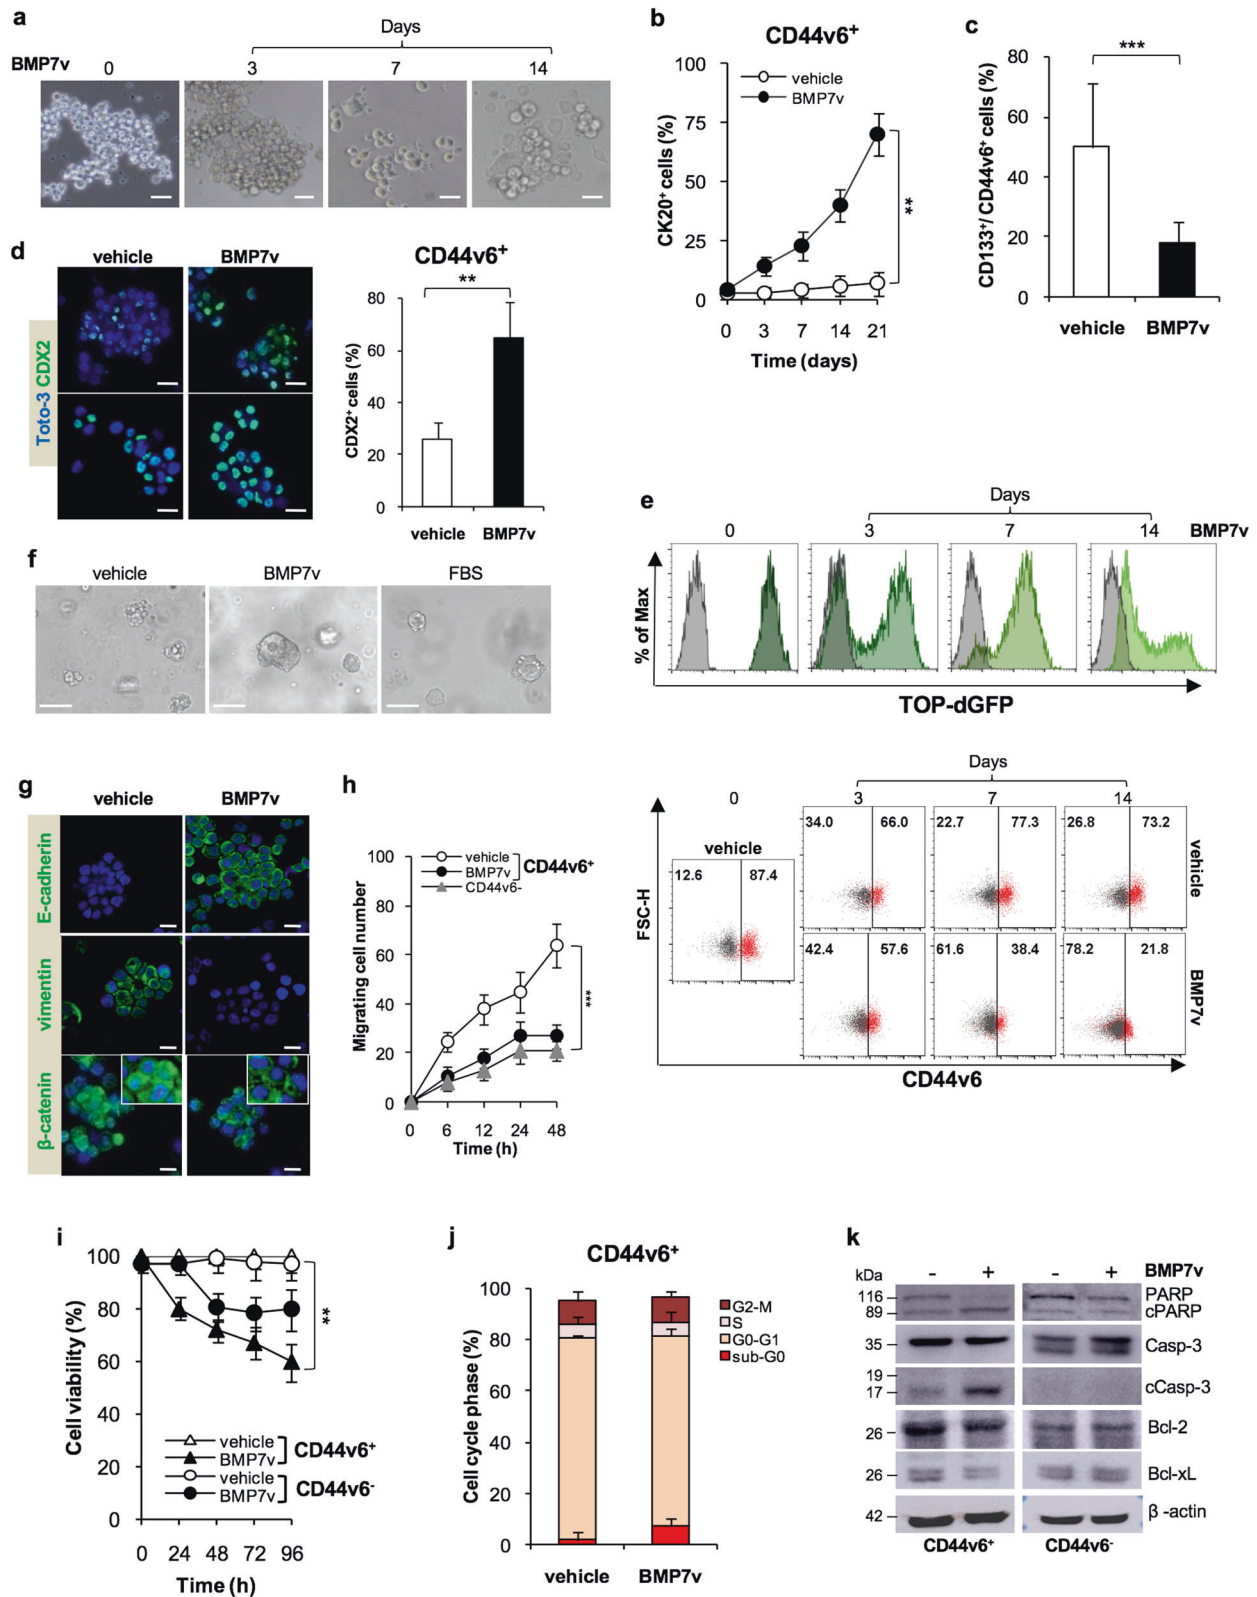 a
Days
BMP7v 0 3 7 14
b
CD44v6+
CK20+ cells (%)
100
75
50
25
0
vehicle
BMP7v
**
0 3 7 14 21
Time (days)
c
CD133+/ CD44v6+ cells (%)
80
60
40
20
0
***
vehicle BMP7v
d
vehicle BMP7v
Toto-3 CDX2
CD44v6+
CDX2+ cells (%)
80
60
40
20
0
**
vehicle BMP7v
e
Days
0 3 7 14 BMP7v
% of Max
TOP-dGFP
Days
0 3 7 14
vehicle
FSC-H
12.6 87.4
34.0 66.0
22.7 77.3
26.8 73.2
vehicle
42.4 57.6
61.6 38.4
78.2 21.8
BMP7v
CD44v6
f
vehicle BMP7v FBS
g
vehicle BMP7v
E-cadherin
vimentin
β-catenin
h
Migrating cell number
100
80
60
40
20
0
vehicle
BMP7v
CD44v6+
CD44v6-
***
0 6 12 24 48
Time (h)
i
Cell viability (%)
100
80
60
40
20
0
**
vehicle
BMP7v
CD44v6+
vehicle
BMP7v
CD44v6-
0 24 48 72 96
Time (h)
j
CD44v6+
Cell cycle phase (%)
100
80
60
40
20
0
G2-M
S
G0-G1
sub-G0
vehicle BMP7v
k
kDa - + - + BMP7v
116 PARP
89 cPARP
35 Casp-3
19
17 cCasp-3
26 Bcl-2
26 Bcl-xL
42 β -actin
CD44v6+ CD44v6-